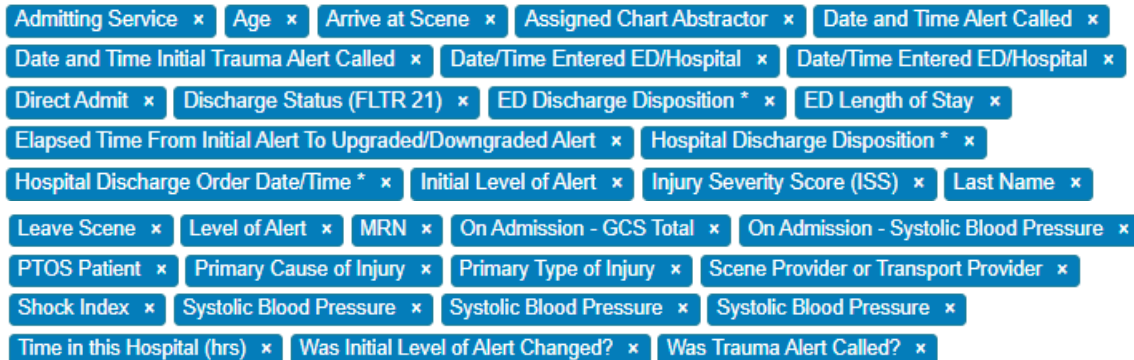 Admitting Service × Age × Arrive at Scene × Assigned Chart Abstractor × Date and Time Alert Called ×
Date and Time Initial Trauma Alert Called × Date/Time Entered ED/Hospital × Date/Time Entered ED/Hospital ×
Direct Admit × Discharge Status (FLTR 21) × ED Discharge Disposition * × ED Length of Stay ×
Elapsed Time From Initial Alert To Upgraded/Downgraded Alert × Hospital Discharge Disposition * ×
Hospital Discharge Order Date/Time * × Initial Level of Alert × Injury Severity Score (ISS) × Last Name ×
Leave Scene × Level of Alert × MRN × On Admission - GCS Total × On Admission - Systolic Blood Pressure ×
PTOS Patient × Primary Cause of Injury × Primary Type of Injury × Scene Provider or Transport Provider ×
Shock Index × Systolic Blood Pressure × Systolic Blood Pressure × Systolic Blood Pressure ×
Time in this Hospital (hrs) × Was Initial Level of Alert Changed? × Was Trauma Alert Called? ×